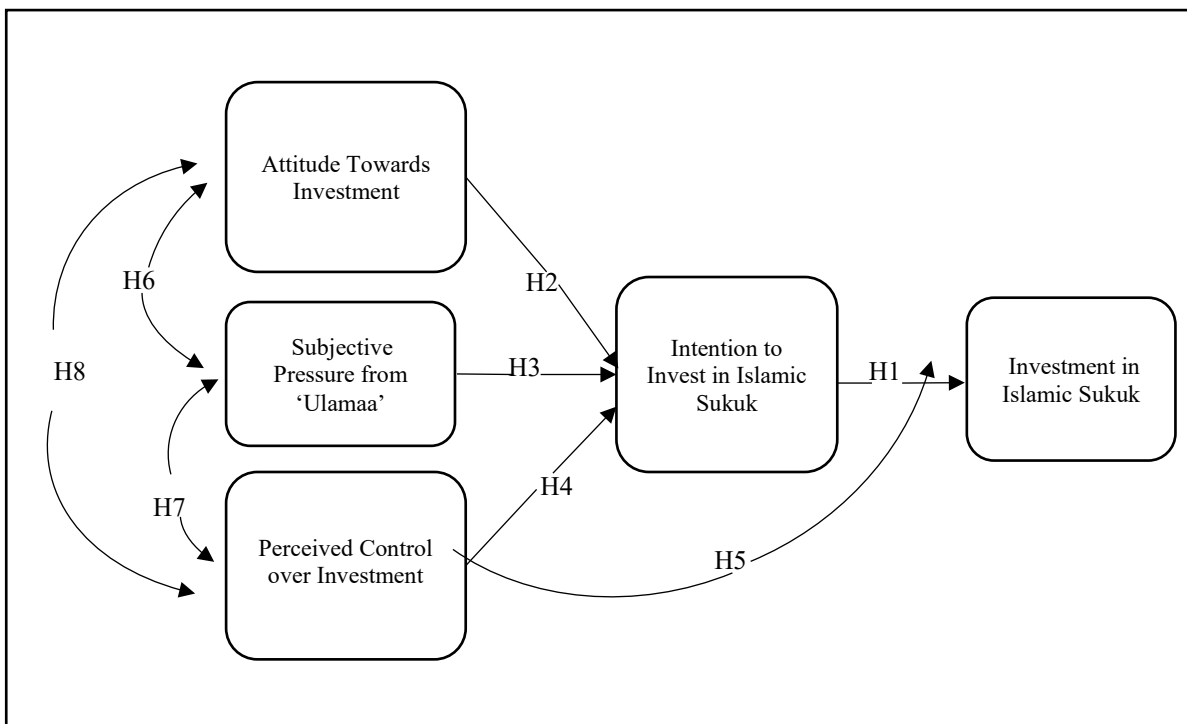 Attitude Towards
Investment
H6
H2
Subjective
Pressure from
‘Ulamaa’
H3
Intention to
Invest in Islamic
Sukuk
H1
Investment in
Islamic Sukuk
H8
H7
H4
Perceived Control
over Investment
H5